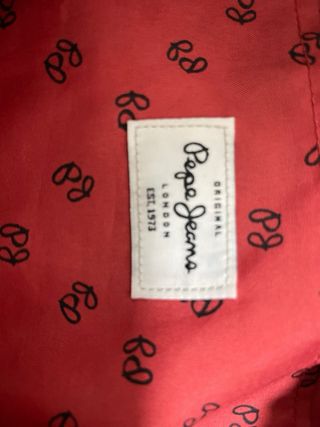 ORIGINAL
Pepe Jeans
LONDON
EST. 1973